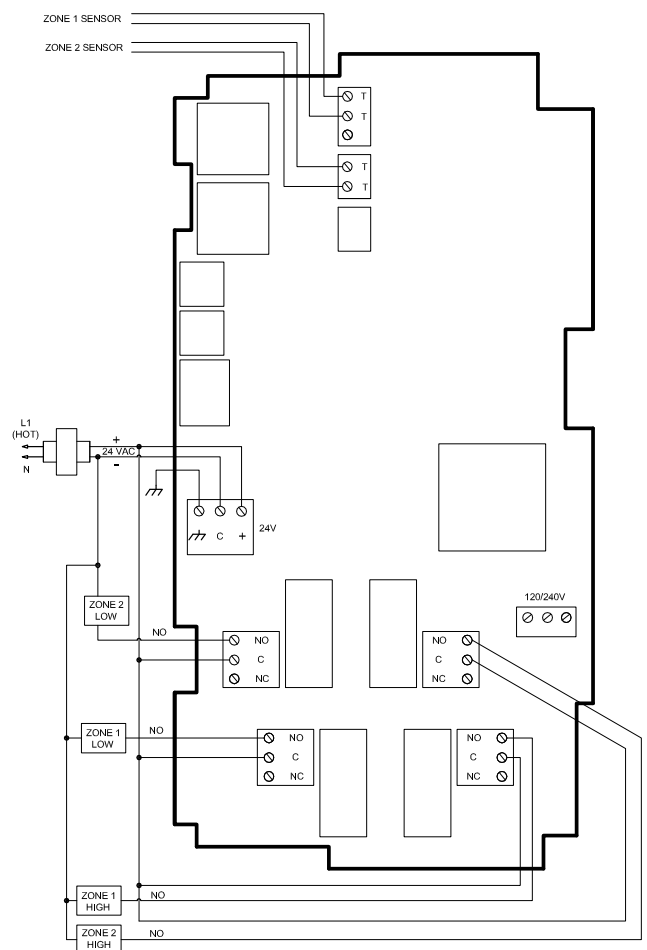 ZONE 1 SENSOR
ZONE 2 SENSOR
T
T
T
T
L1
(HOT)
N
+
24 VAC
-
C
+
24V
120/240V
ZONE 2
LOW
NO
NO
C
NC
NO
C
NC
ZONE 1
LOW
NO
NO
C
NC
NO
C
NC
ZONE 1
HIGH
NO
ZONE 2
HIGH
NO